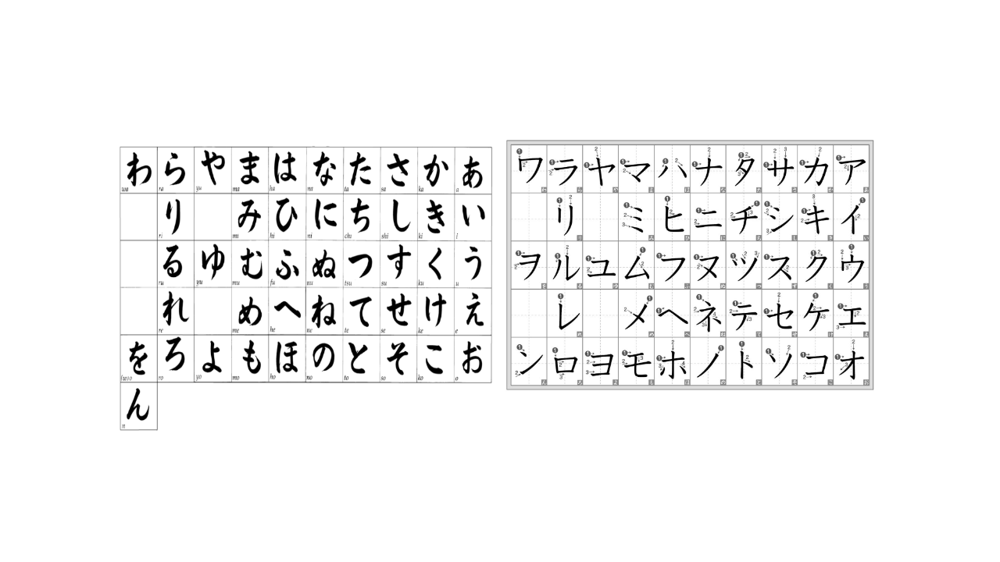 わ ら や ま は な た さ か あ
wa ra yu ma ha na ta sa ka a
り み ひ に ち し き い
ri mi hi ni chi shi ki i
る ゆ む ふ ぬ つ す く う
ru yu mu fu nu tsu su ku u
れ め へ ね て せ け え
re me he ne te se ke e
を ろ よ も ほ の と そ こ お
(w)o ro yo mo ho no to so ko o
ん
n
ワ ラ ヤ マ ハ ナ タ サ カ ア
リ ミ ヒ ニ チ シ キ イ
ヲ ル ユ ム フ ヌ ツ ス ク ウ
レ メ ヘ ネ テ セ ケ エ
ン ロ ヨ モ ホ ノ ト ソ コ オ